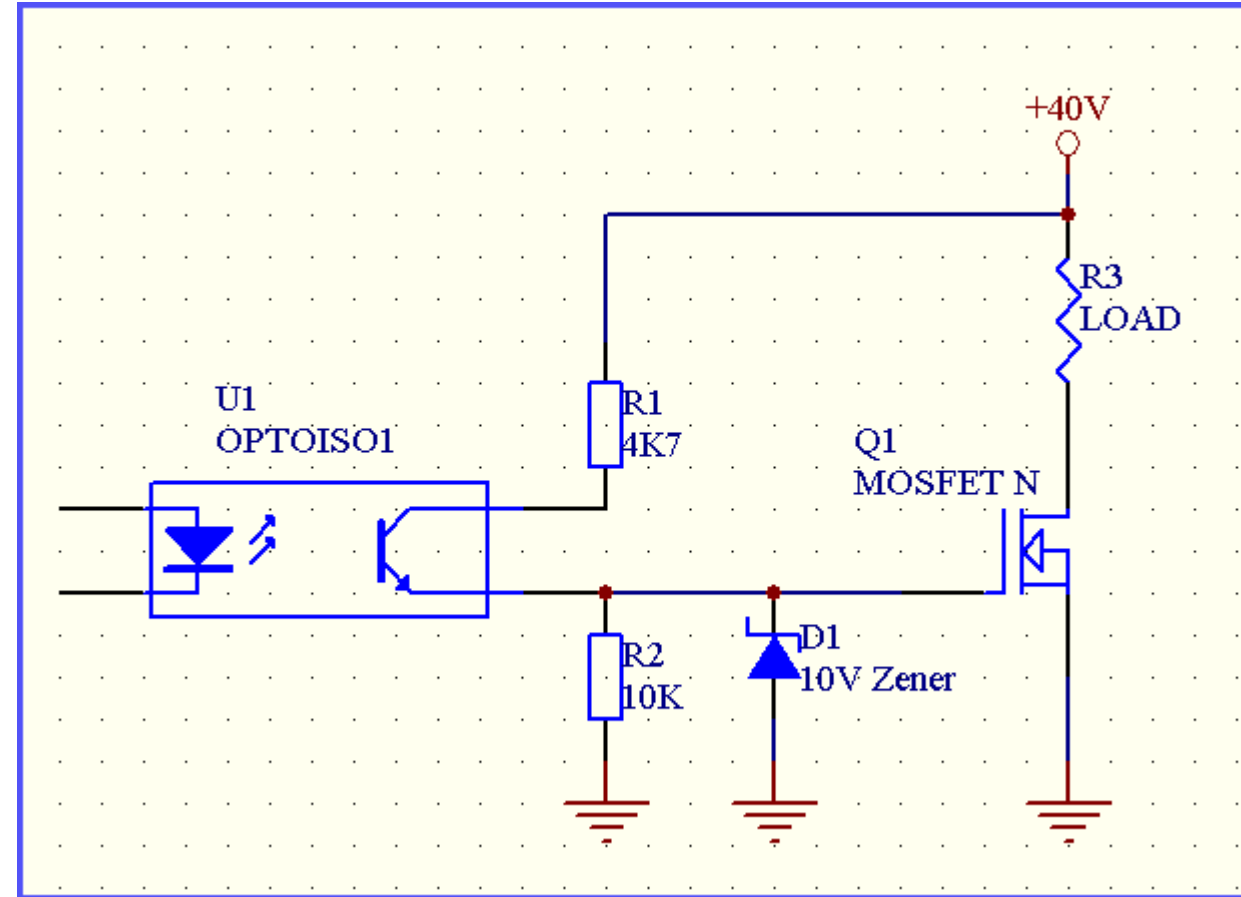 +40V
R3
LOAD
U1
OPTOISO1
R1
4K7
Q1
MOSFET N
R2
10K
D1
10V Zener